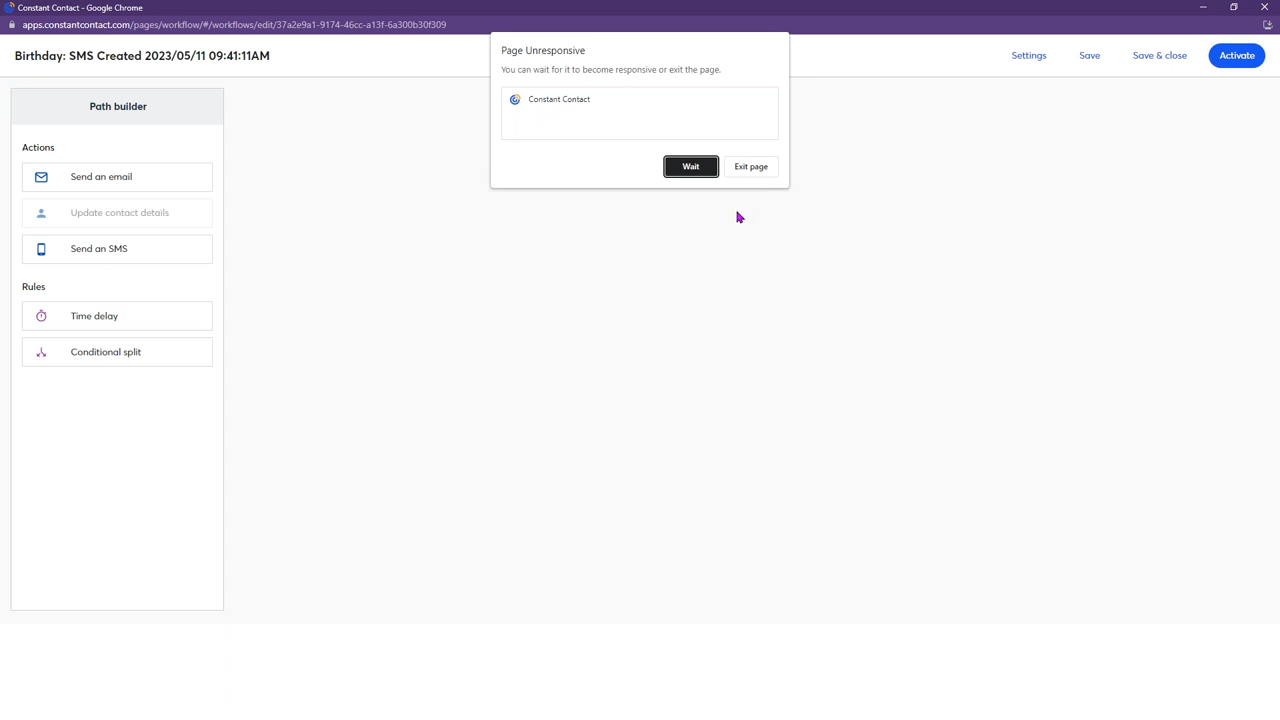 Constant Contact - Google Chrome
apps.constantcontact.com/pages/workflow/#/workflows/edit/37a2e9a1-9174-46cc-a13f-6a300b30f309
Birthday: SMS Created 2023/05/11 09:41:11AM
Settings
Save
Save & close
Activate
Page Unresponsive
You can wait for it to become responsive or exit the page.
Constant Contact
Wait
Exit page
Path builder
Actions
Send an email
Update contact details
Send an SMS
Rules
Time delay
Conditional split